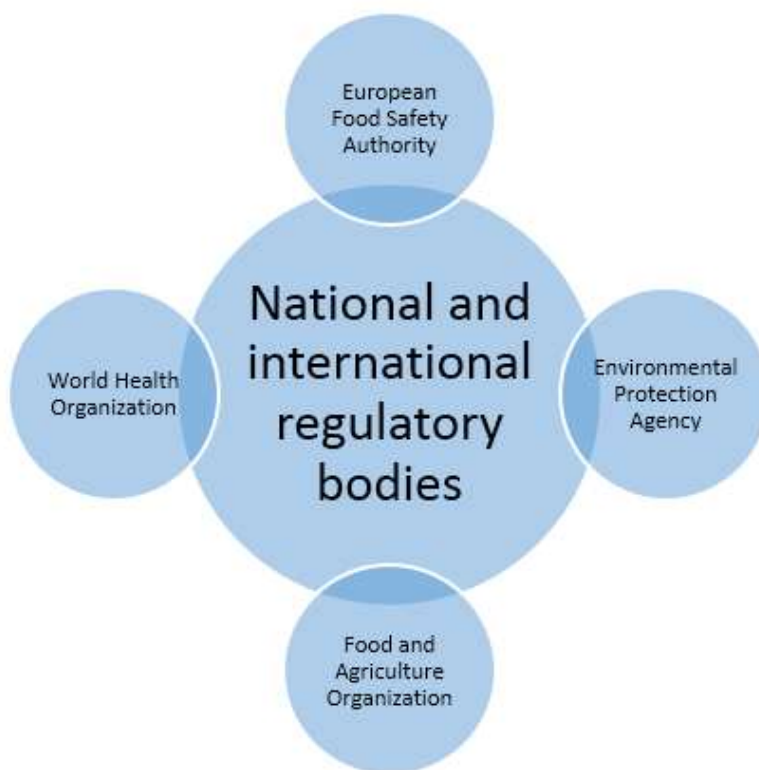 European
Food Safety
Authority
National and
international
regulatory
bodies
World Health
Organization
Environmental
Protection
Agency
Food and
Agriculture
Organization